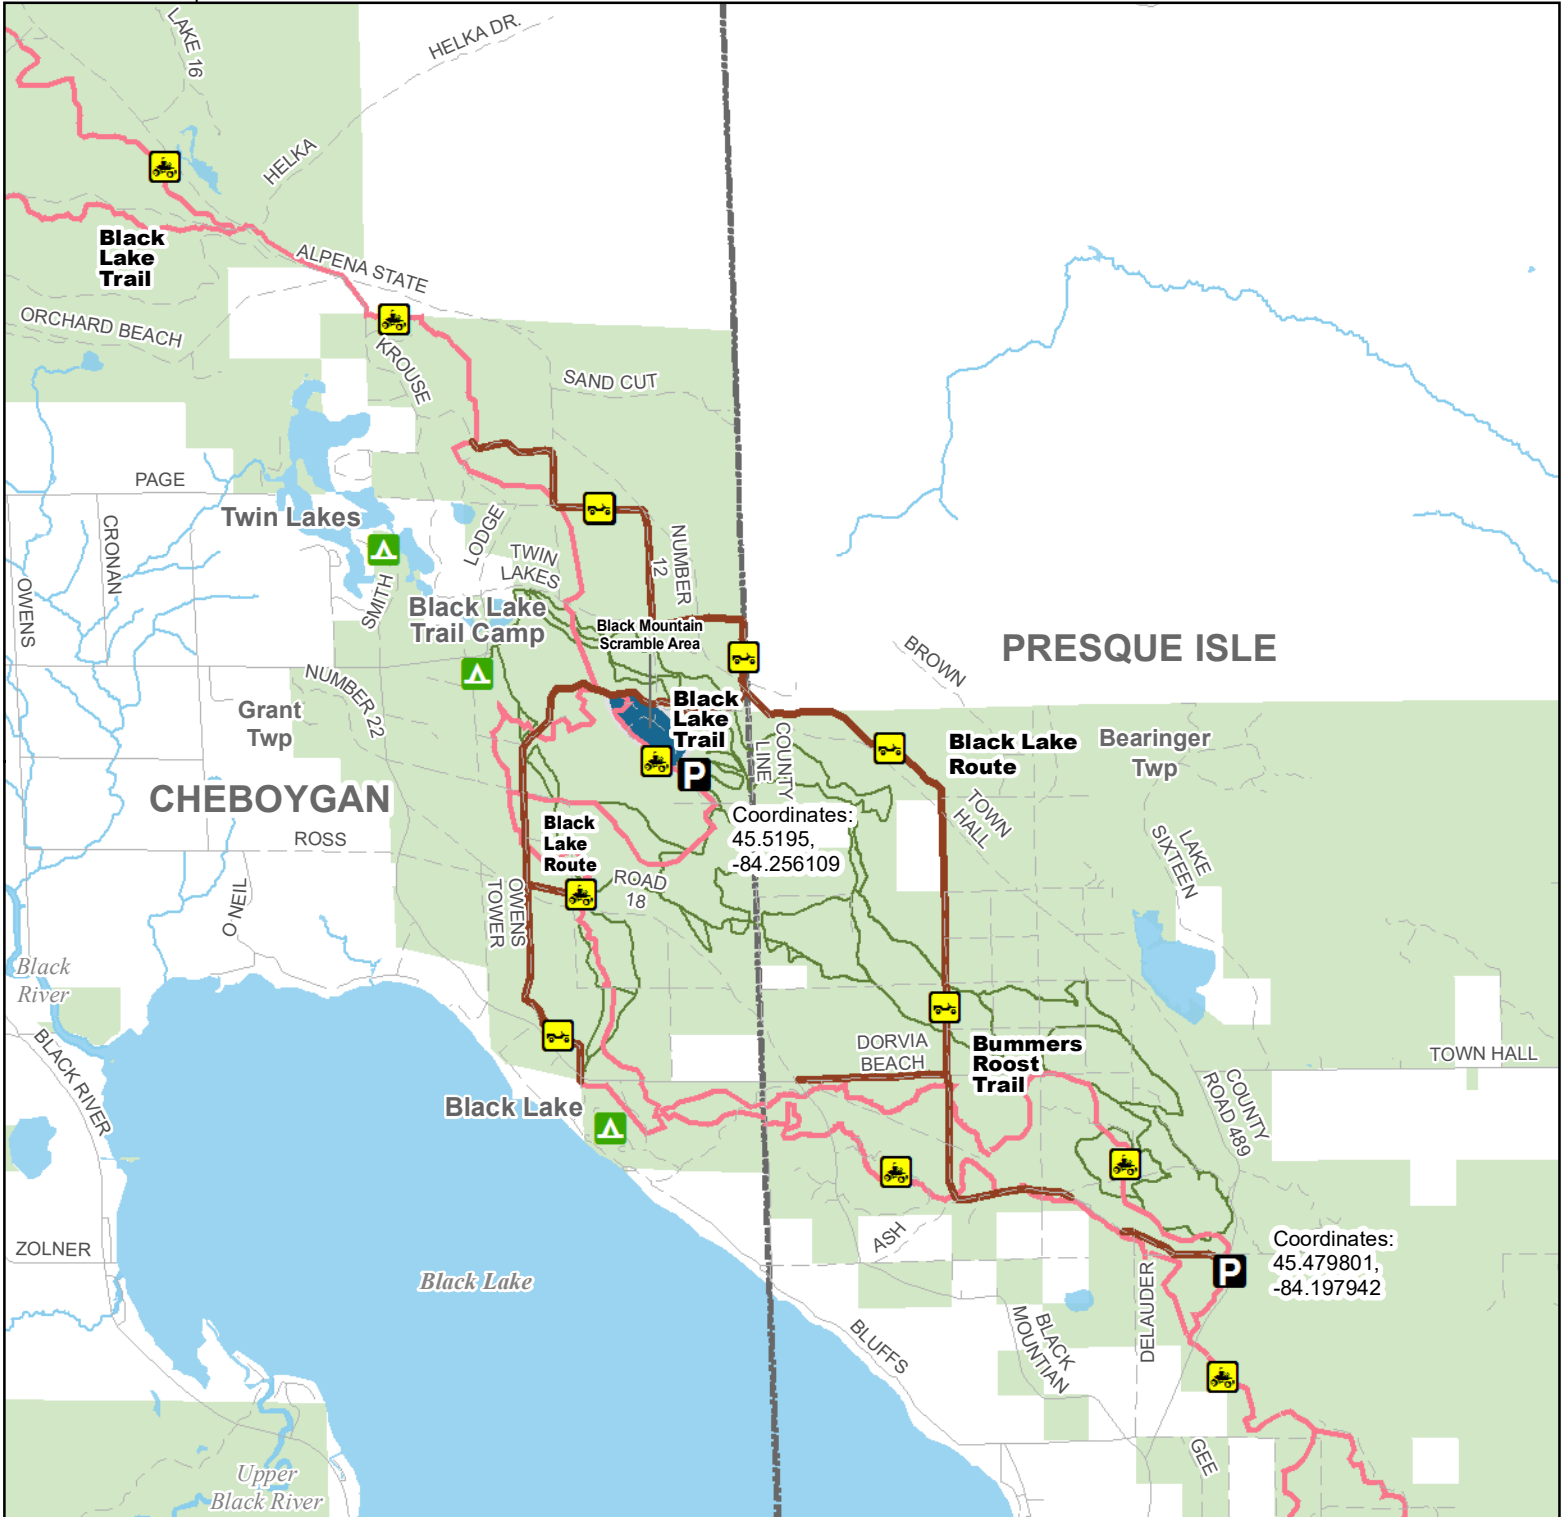 LAKE 16
HELKA DR.
HELKA
Black
Lake
Trail
ALPENA STATE
ORCHARD BEACH
KROUSE
SAND CUT
PAGE
CRONAN
Twin Lakes
LODGE
NUMBER
12
TWIN
LAKES
OWENS
SMITH
Black Lake
Trail Camp
Black Mountain
Scramble Area
BROWN
PRESQUE ISLE
NUMBER 22
Grant
Twp
Black
Lake
Trail
P
COUNTY
LINE
Black Lake
Route
Bearinger
Twp
CHEBOYGAN
ROSS
Coordinates:
45.5195,
-84.256109
TOWN
HALL
LAKE
SIXTEEN
Black
Lake
Route
ROAD
18
O NEIL
OWENS
TOWER
Black
River
BLACK RIVER
DORVIA
BEACH
Bummers
Roost
Trail
TOWN HALL
COUNTY
ROAD 489
Black Lake
ZOLNER
ASH
Black Lake
Coordinates:
45.479801,
-84.197942
P
DELAUDER
BLUFFS
BLACK
MOUNTIAN
GEE
Upper
Black River